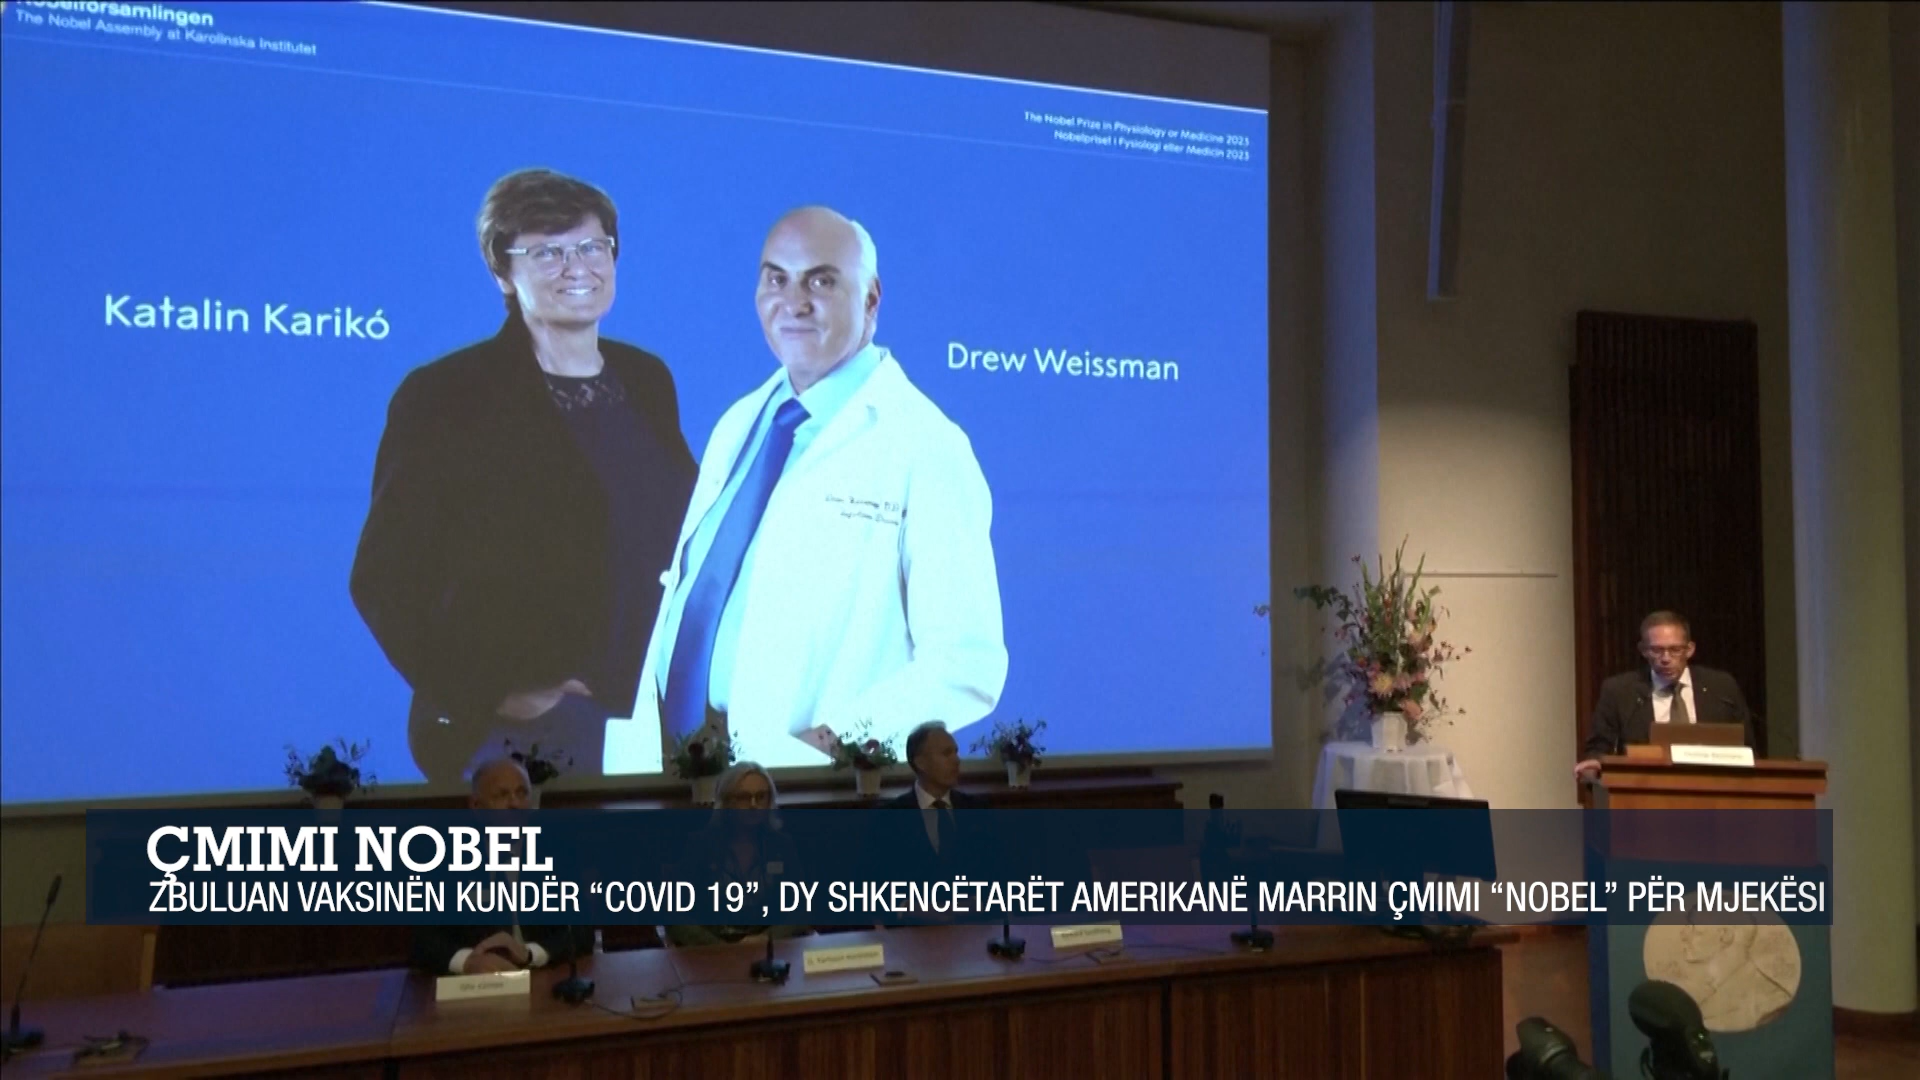 Nobelförsamlingen
The Nobel Assembly at Karolinska Institutet
The Nobel Prize in Physiology or Medicine 2023
Nobelpriset i Fysiologi eller Medicin 2023
Katalin Karikó
Drew Weissman
ÇMIMI NOBEL
ZBULUAN VAKSINËN KUNDËR “COVID 19”, DY SHKENCËTARËT AMERIKANË MARRIN ÇMIMI “NOBEL” PËR MJEKËSI